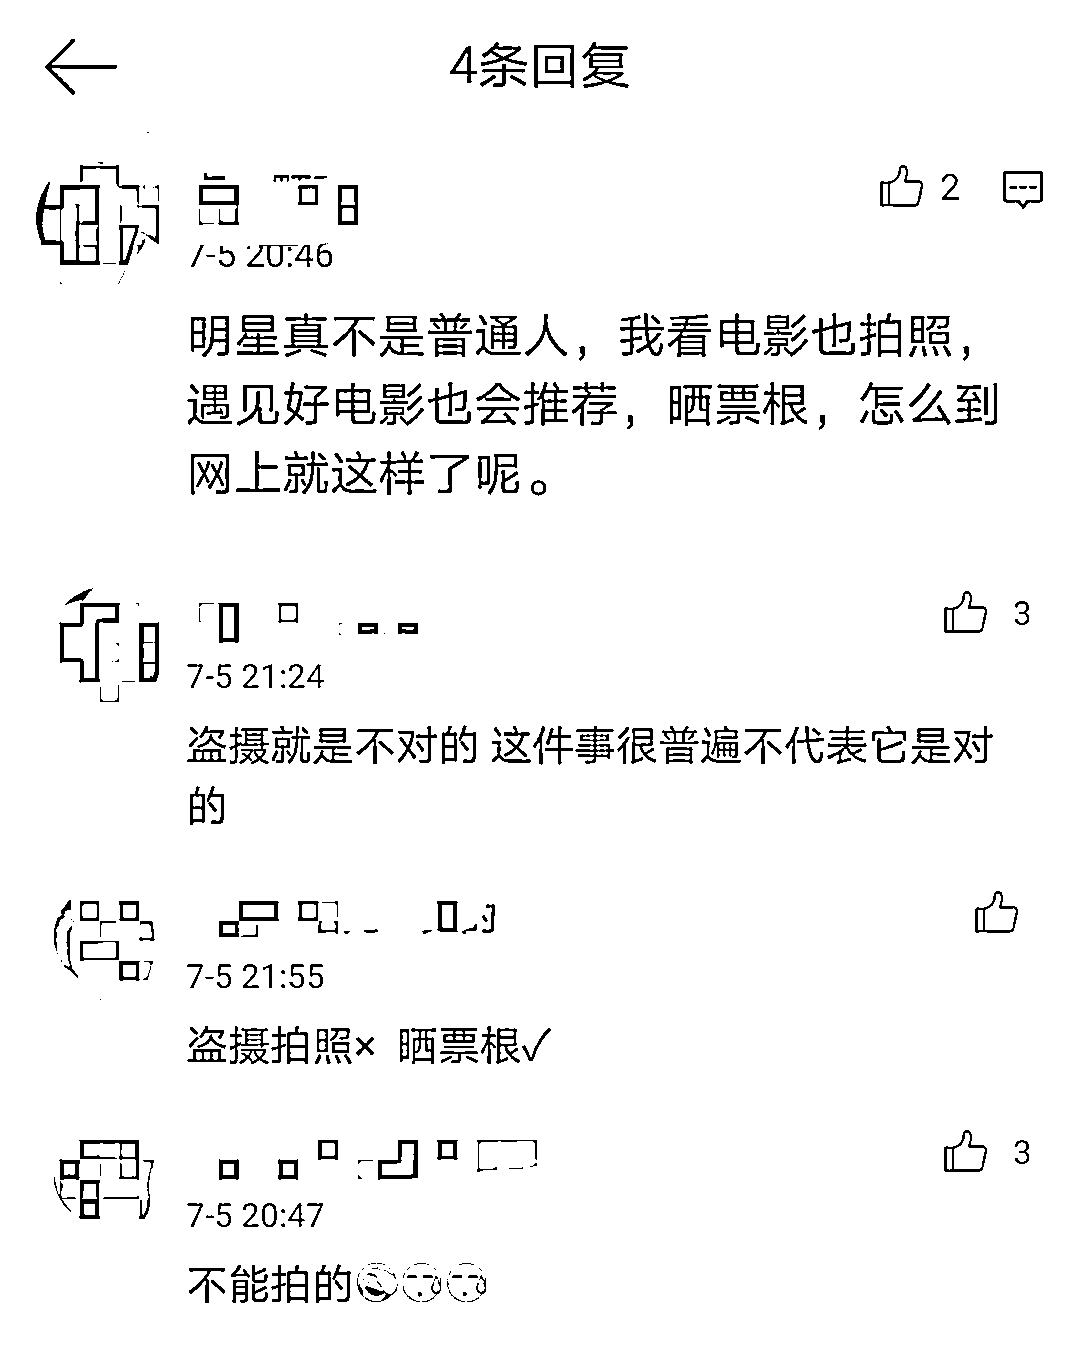 4条回复
2
7-5 20:46
明星真不是普通人，我看电影也拍照，
遇见好电影也会推荐，晒票根，怎么到
网上就这样了呢。
3
7-5 21:24
盗摄就是不对的 这件事很普遍不代表它是对
的
7-5 21:55
盗摄拍照× 晒票根✓
3
7-5 20:47
不能拍的